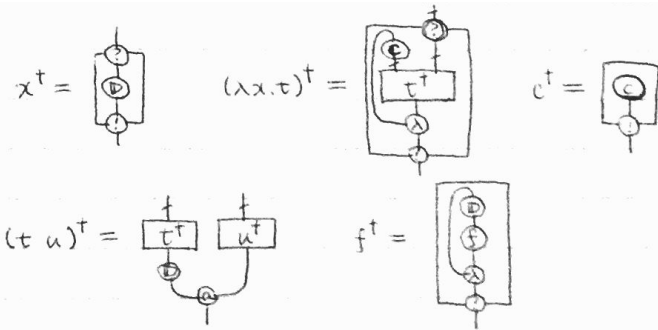 ?
x† = D
!
?
(λx.t)† = C
t†
λ
c† = c
!
(t u)† = t† u†
D
@
f† = D
f
λ